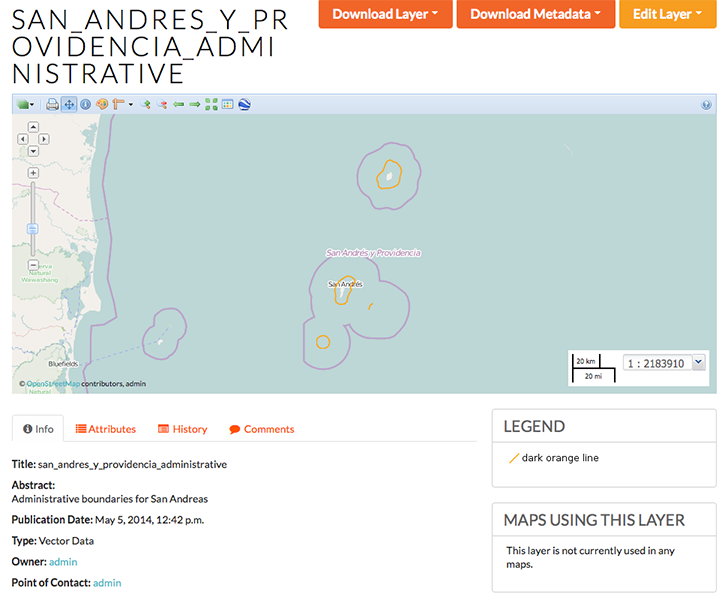 SAN_ANDRES_Y_PR
OVIDENCIA_ADMI
NISTRATIVE
Download Layer
Download Metadata
Edit Layer
San Andrés y Providencia
San Andrés
Natural
Wawashang
Bluefields
© OpenStreetMap contributors, admin
20 km
20 mi
1 : 2183910
Info
Attributes
History
Comments
Title: san_andres_y_providencia_administrative
Abstract:
Administrative boundaries for San Andreas
Publication Date: May 5, 2014, 12:42 p.m.
Type: Vector Data
Owner: admin
Point of Contact: admin
LEGEND
dark orange line
MAPS USING THIS LAYER
This layer is not currently used in any
maps.